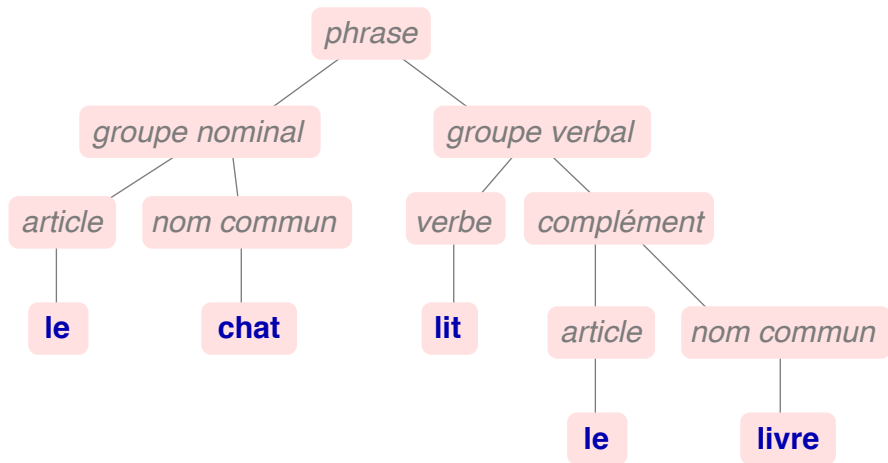 phrase
groupe nominal groupe verbal
article nom commun verbe complément
le chat lit article nom commun
le livre